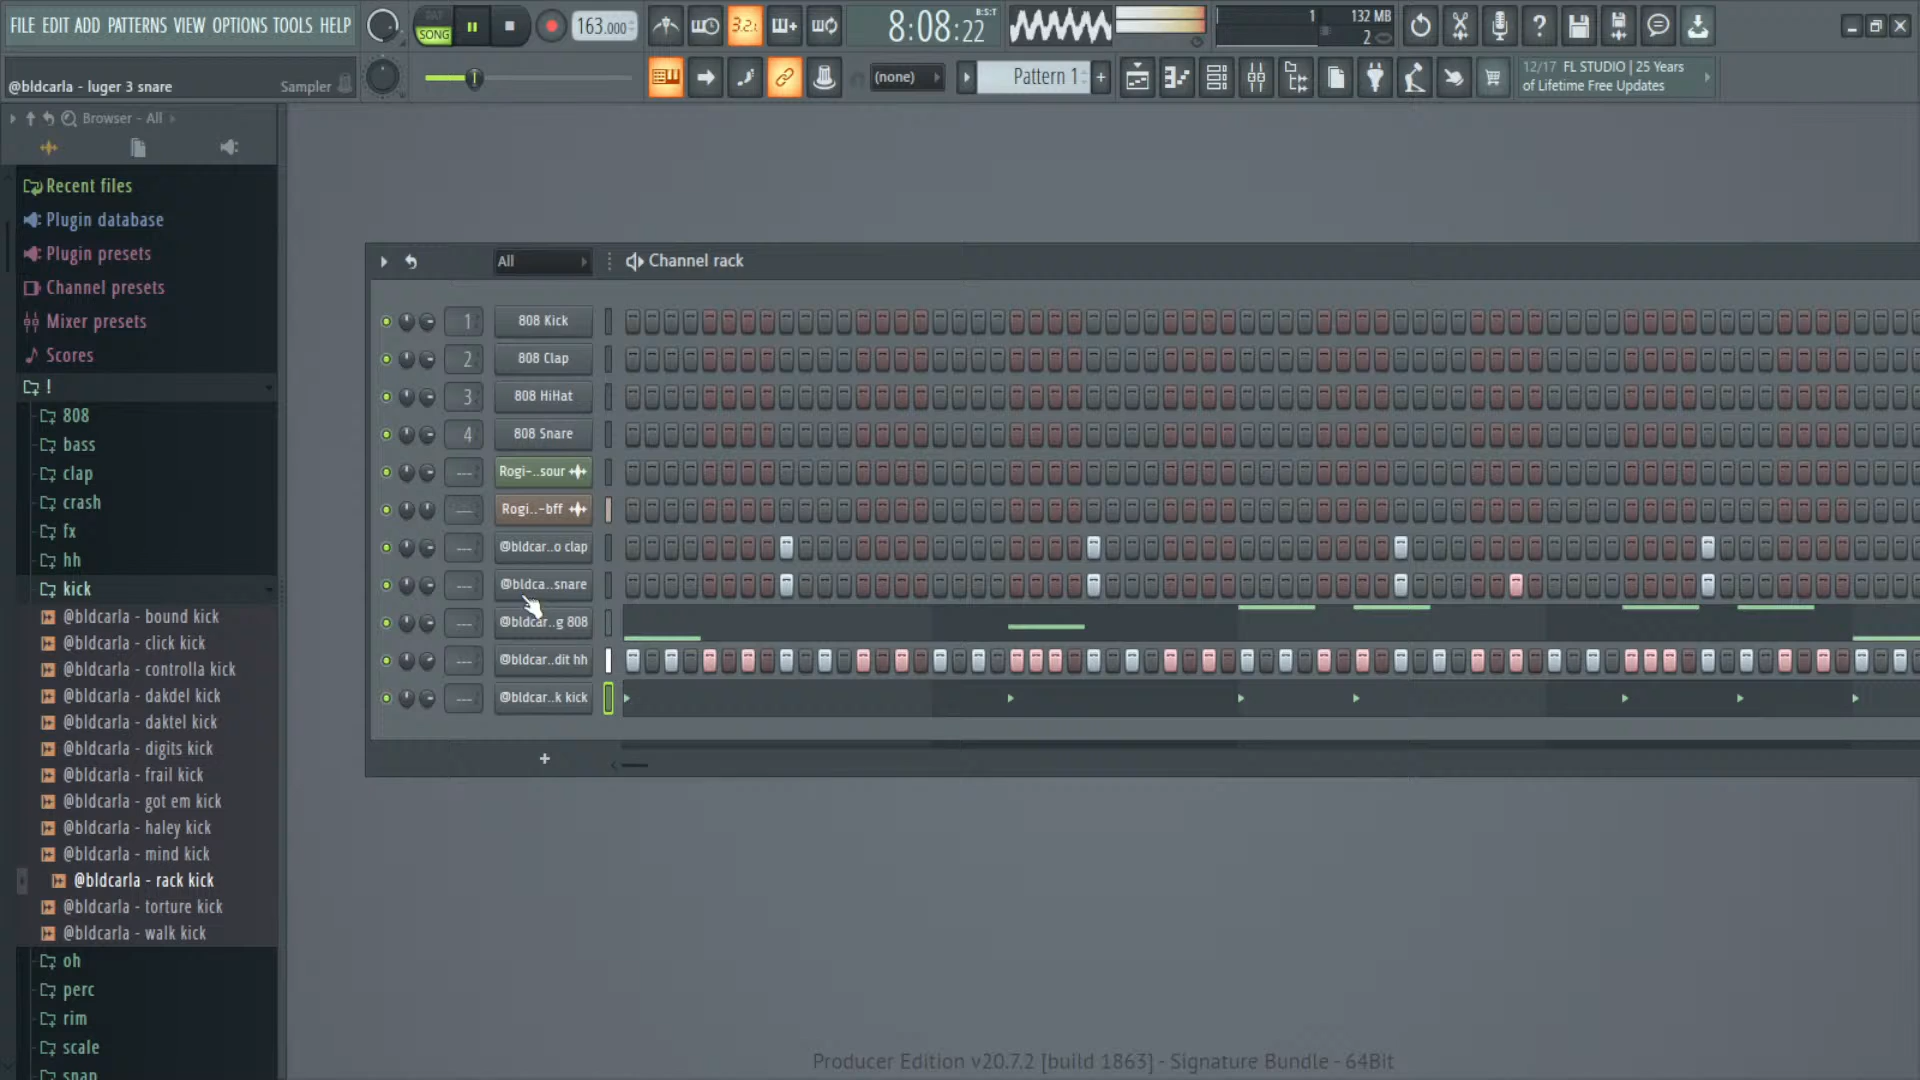 FILE EDIT ADD PATTERNS VIEW OPTIONS TOOLS HELP
PAT
SONG
163.000
3.2.
8:08:22
B:S:T
1
132 MB
2
@bldcarla - luger 3 snare
Sampler
(none)
Pattern 1
+
12/17 FL STUDIO | 25 Years
of Lifetime Free Updates
Browser - All
Recent files
Plugin database
Plugin presets
Channel presets
Mixer presets
Scores
!
808
bass
clap
crash
fx
hh
kick
@bldcarla - bound kick
@bldcarla - click kick
@bldcarla - controlla kick
@bldcarla - dakdel kick
@bldcarla - daktel kick
@bldcarla - digits kick
@bldcarla - frail kick
@bldcarla - got em kick
@bldcarla - haley kick
@bldcarla - mind kick
@bldcarla - rack kick
@bldcarla - torture kick
@bldcarla - walk kick
oh
perc
rim
scale
snap
All
Channel rack
1 808 Kick
2 808 Clap
3 808 HiHat
4 808 Snare
--- Rogi-..sour
--- Rogi..-bff
--- @bldcar..o clap
--- @bldca..snare
--- @bldcar..g 808
--- @bldcar..dit hh
--- @bldcar..k kick
+
Producer Edition v20.7.2 [build 1863] - Signature Bundle - 64Bit